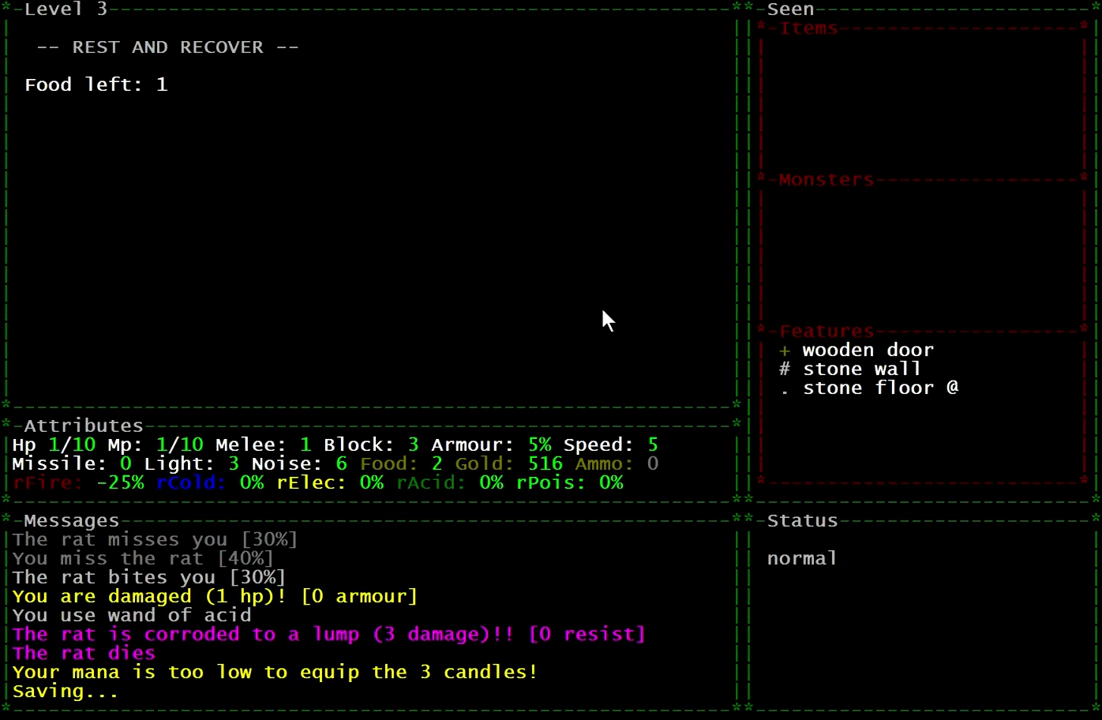 Level 3
-- REST AND RECOVER --
Food left: 1
Seen
Items
Monsters
Features
+ wooden door
# stone wall
. stone floor @
Attributes
Hp 1/10 Mp: 1/10 Melee: 1 Block: 3 Armour: 5% Speed: 5
Missile: 0 Light: 3 Noise: 6 Food: 2 Gold: 516 Ammo: 0
rFire: -25% rCold: 0% rElec: 0% rAcid: 0% rPois: 0%
Messages
The rat misses you [30%]
You miss the rat [40%]
The rat bites you [30%]
You are damaged (1 hp)! [0 armour]
You use wand of acid
The rat is corroded to a lump (3 damage)!! [0 resist]
The rat dies
Your mana is too low to equip the 3 candles!
Saving...
Status
normal